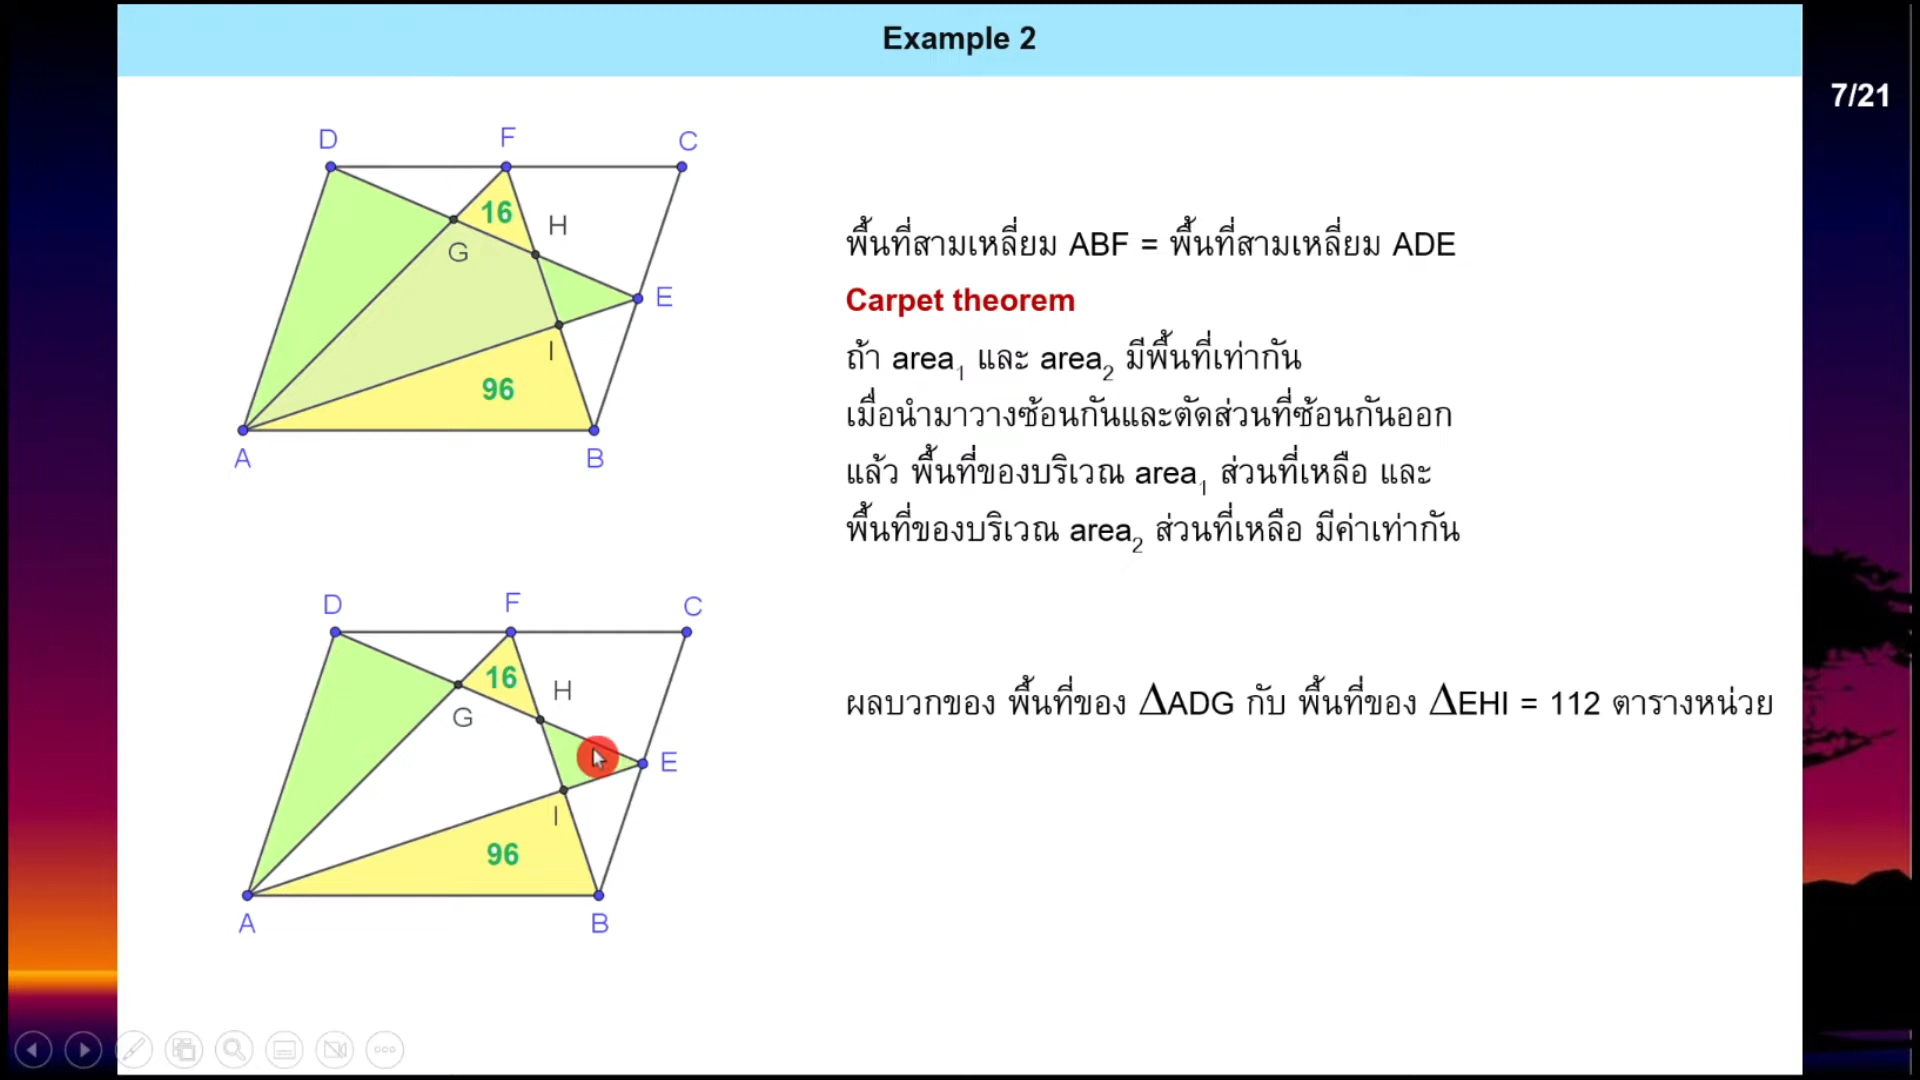 Example 2
7/21
D F C
16 H
G
E
I
96
A B
พื้นที่สามเหลี่ยม ABF = พื้นที่สามเหลี่ยม ADE
Carpet theorem
ถ้า area₁ และ area₂ มีพื้นที่เท่ากัน
เมื่อนำมาวางซ้อนกันและตัดส่วนที่ซ้อนกันออก
แล้ว พื้นที่ของบริเวณ area₁ ส่วนที่เหลือ และ
พื้นที่ของบริเวณ area₂ ส่วนที่เหลือ มีค่าเท่ากัน
D F C
16 H
G
E
I
96
A B
ผลบวกของ พื้นที่ของ ΔADG กับ พื้นที่ของ ΔEHI = 112 ตารางหน่วย